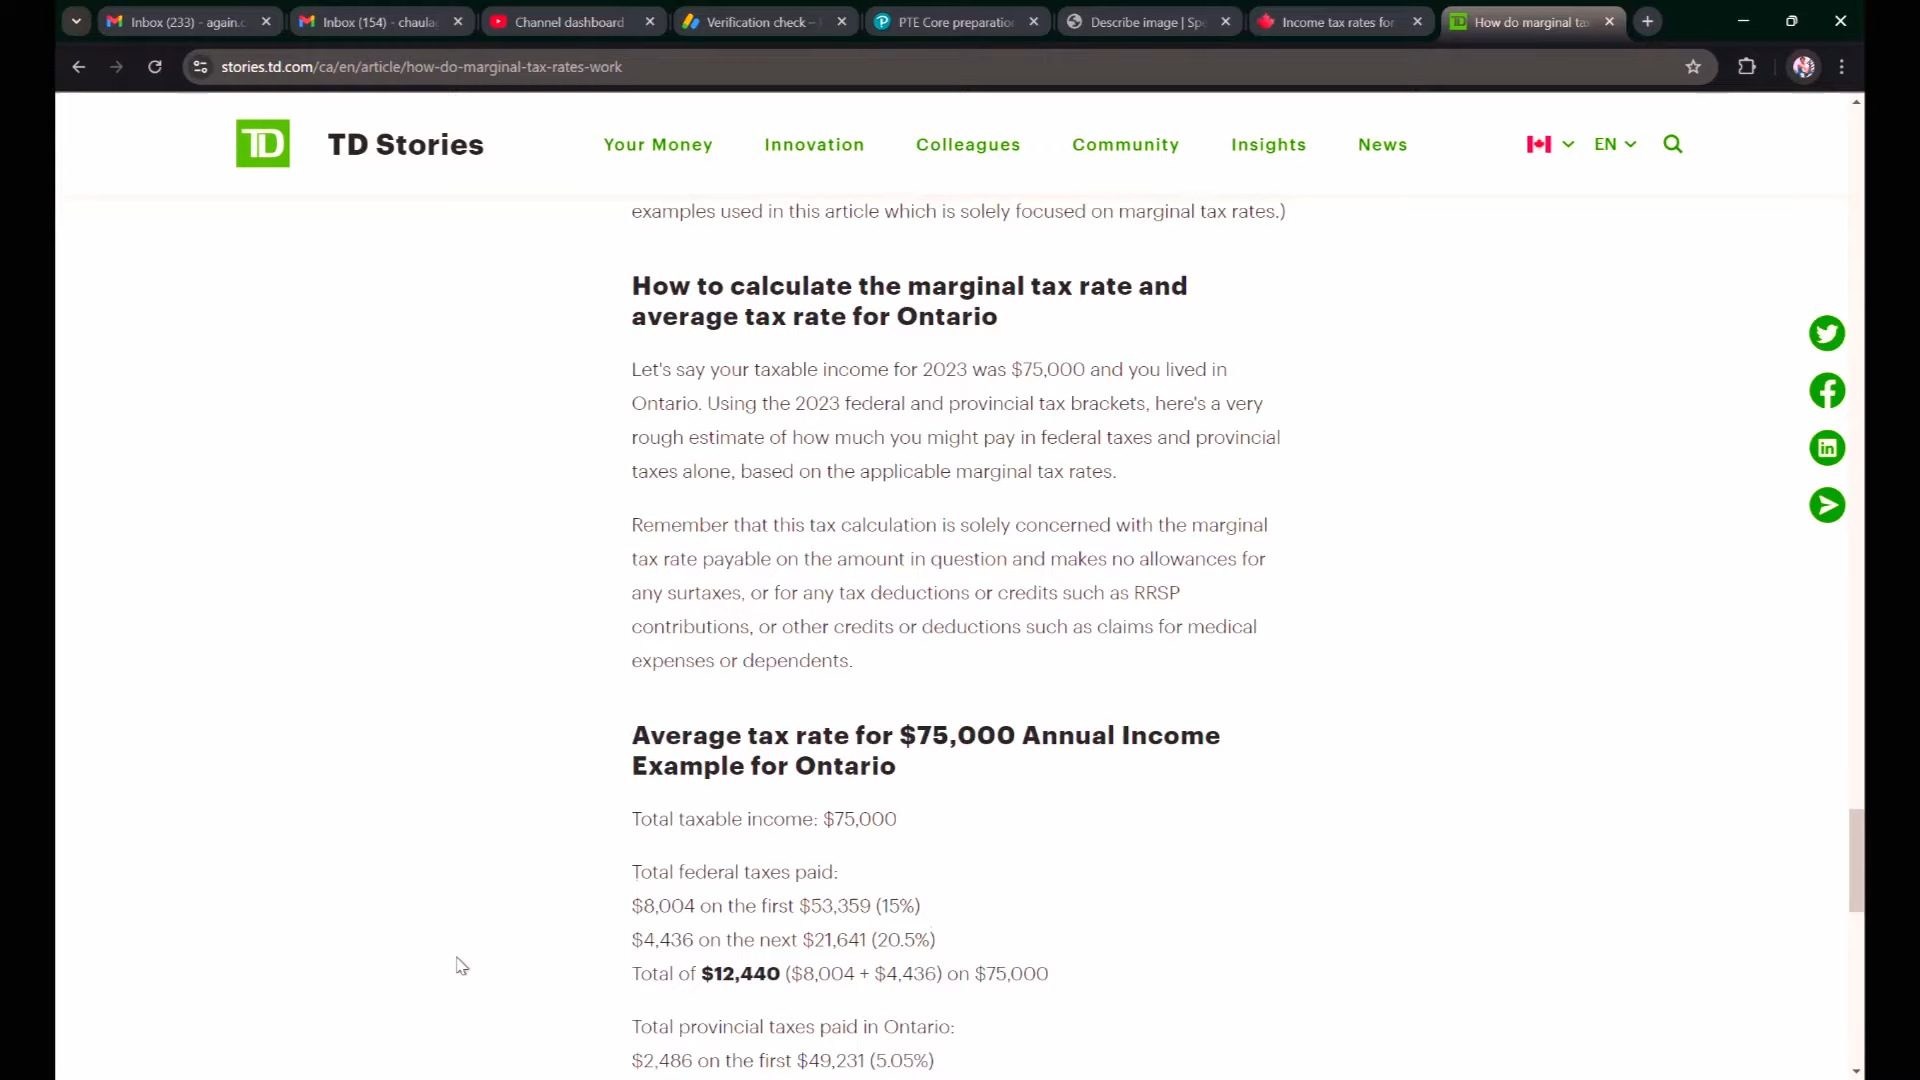 Inbox (233) - again.c
Inbox (154) - chaula
Channel dashboard
Verification check –
PTE Core preparatio
Describe image | Sp
Income tax rates for
How do marginal ta
stories.td.com/ca/en/article/how-do-marginal-tax-rates-work
TD
TD Stories
Your Money
Innovation
Colleagues
Community
Insights
News
EN
examples used in this article which is solely focused on marginal tax rates.)
How to calculate the marginal tax rate and
average tax rate for Ontario
Let's say your taxable income for 2023 was $75,000 and you lived in
Ontario. Using the 2023 federal and provincial tax brackets, here's a very
rough estimate of how much you might pay in federal taxes and provincial
taxes alone, based on the applicable marginal tax rates.
Remember that this tax calculation is solely concerned with the marginal
tax rate payable on the amount in question and makes no allowances for
any surtaxes, or for any tax deductions or credits such as RRSP
contributions, or other credits or deductions such as claims for medical
expenses or dependents.
Average tax rate for $75,000 Annual Income
Example for Ontario
Total taxable income: $75,000
Total federal taxes paid:
$8,004 on the first $53,359 (15%)
$4,436 on the next $21,641 (20.5%)
Total of $12,440 ($8,004 + $4,436) on $75,000
Total provincial taxes paid in Ontario:
$2,486 on the first $49,231 (5.05%)